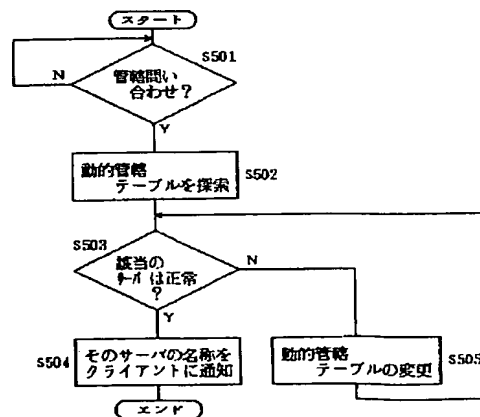 スタート
S501
N
管轄問い
合わせ?
Y
動的管轄
テーブルを探索
S502
S503
該当の
サーバは正常
?
N
Y
S504
そのサーバの名称を
クライアントに通知
動的管轄
テーブルの変更
S505
エンド